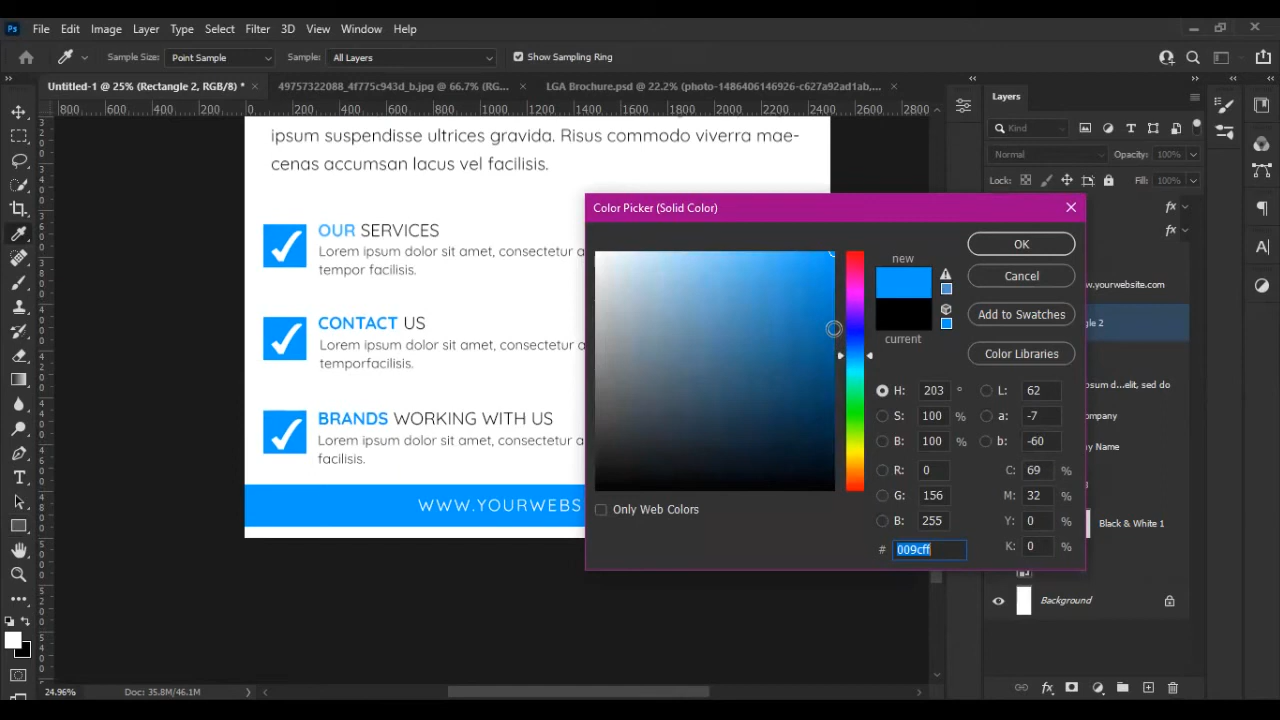 Ps File Edit Image Layer Type Select Filter 3D View Window Help
Sample Size: Point Sample Sample: All Layers Show Sampling Ring
Untitled-1 @ 25% (Rectangle 2, RGB/8) * × 49757322088_4f775c943d_b.jpg @ 66.7% (RG... × LGA Brochure.psd @ 22.2% (photo-1486406146926-c627a92ad1ab,... ×
800 600 400 200 0 200 400 600 800 1000 1200 1400 1600 1800 2000 2200 2400 2600 2800
Layers
Kind
Normal Opacity: 100%
Lock: Fill: 100%
ipsum suspendisse ultrices gravida. Risus commodo viverra mae-
cenas accumsan lacus vel facilisis.
OUR SERVICES
Lorem ipsum dolor sit amet, consectetur a
tempor facilisis.
CONTACT US
Lorem ipsum dolor sit amet, consectetur a
temporfacilisis.
BRANDS WORKING WITH US
Lorem ipsum dolor sit amet, consectetur a
facilisis.
WWW.YOURWEBS
Color Picker (Solid Color)
new
current
OK
Cancel
Add to Swatches
Color Libraries
H: 203 ° L: 62
S: 100 % a: -7
B: 100 % b: -60
R: 0 C: 69 %
G: 156 M: 32 %
B: 255 Y: 0 %
# 009cff K: 0 %
Only Web Colors
fx
fx
.yourwebsite.com
gle 2
psum d...elit, sed do
ompany
y Name
Black & White 1
Background
24.96% Doc: 35.8M/46.1M
fx